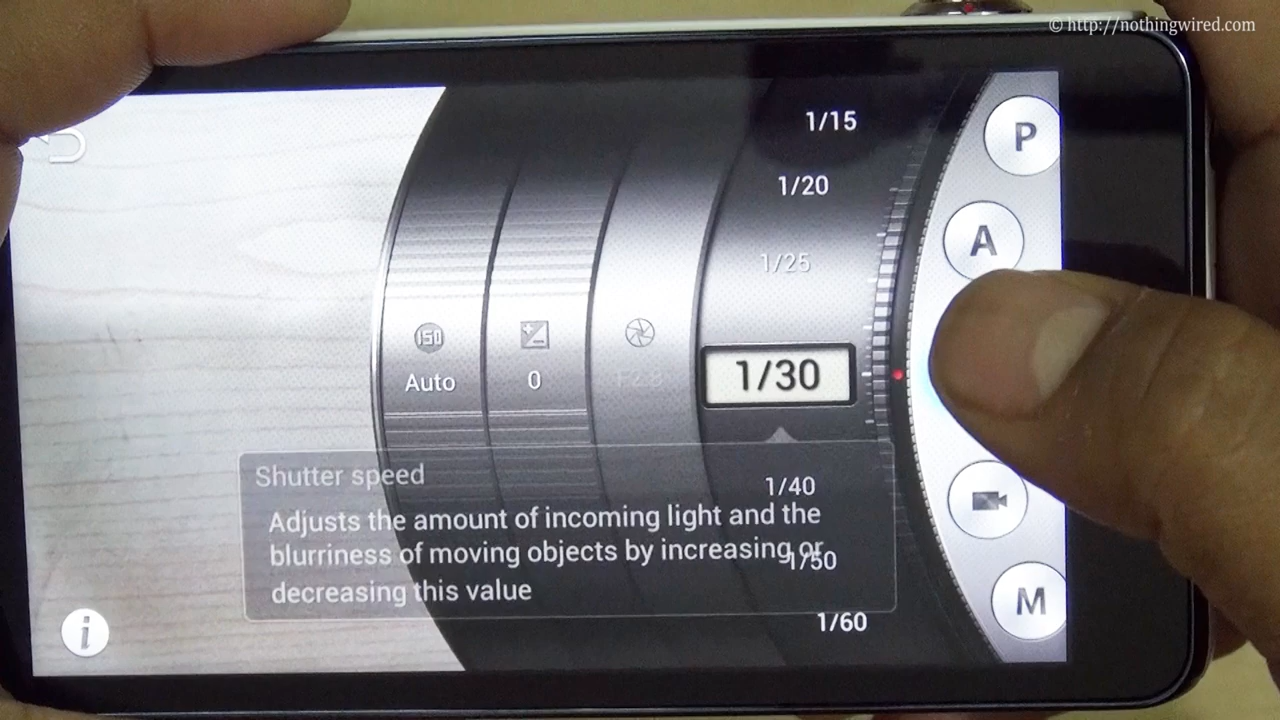 © http://nothingwired.com
1/15
1/20
1/25
1/30
1/40
1/50
1/60
ISO
Auto
0
P
A
M
Shutter speed
Adjusts the amount of incoming light and the
blurriness of moving objects by increasing or
decreasing this value
i